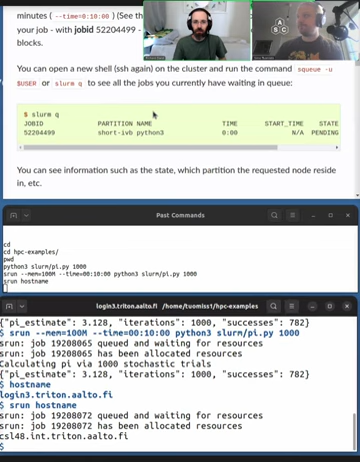 minutes ( --time=0:10:00 ) (See th
your job - with jobid 52204499 -
blocks.
You can open a new shell (ssh again) on the cluster and run the command squeue -u
$USER or slurm q to see all the jobs you currently have waiting in queue:
$ slurm q
JOBID PARTITION NAME TIME START_TIME STATE
52204499 short-ivb python3 0:00 N/A PENDING
You can see information such as the state, which partition the requested node reside
in, etc.
Past Commands
cd
cd hpc-examples/
pwd
python3 slurm/pi.py 1000
srun --mem=100M --time=00:10:00 python3 slurm/pi.py 1000
srun hostname
login3.triton.aalto.fi /home/tuomiss1/hpc-examples
{"pi_estimate": 3.128, "iterations": 1000, "successes": 782}
$ srun --mem=100M --time=00:10:00 python3 slurm/pi.py 1000
srun: job 19208065 queued and waiting for resources
srun: job 19208065 has been allocated resources
Calculating pi via 1000 stochastic trials
{"pi_estimate": 3.128, "iterations": 1000, "successes": 782}
$ hostname
login3.triton.aalto.fi
$ srun hostname
srun: job 19208072 queued and waiting for resources
srun: job 19208072 has been allocated resources
csl48.int.triton.aalto.fi
$